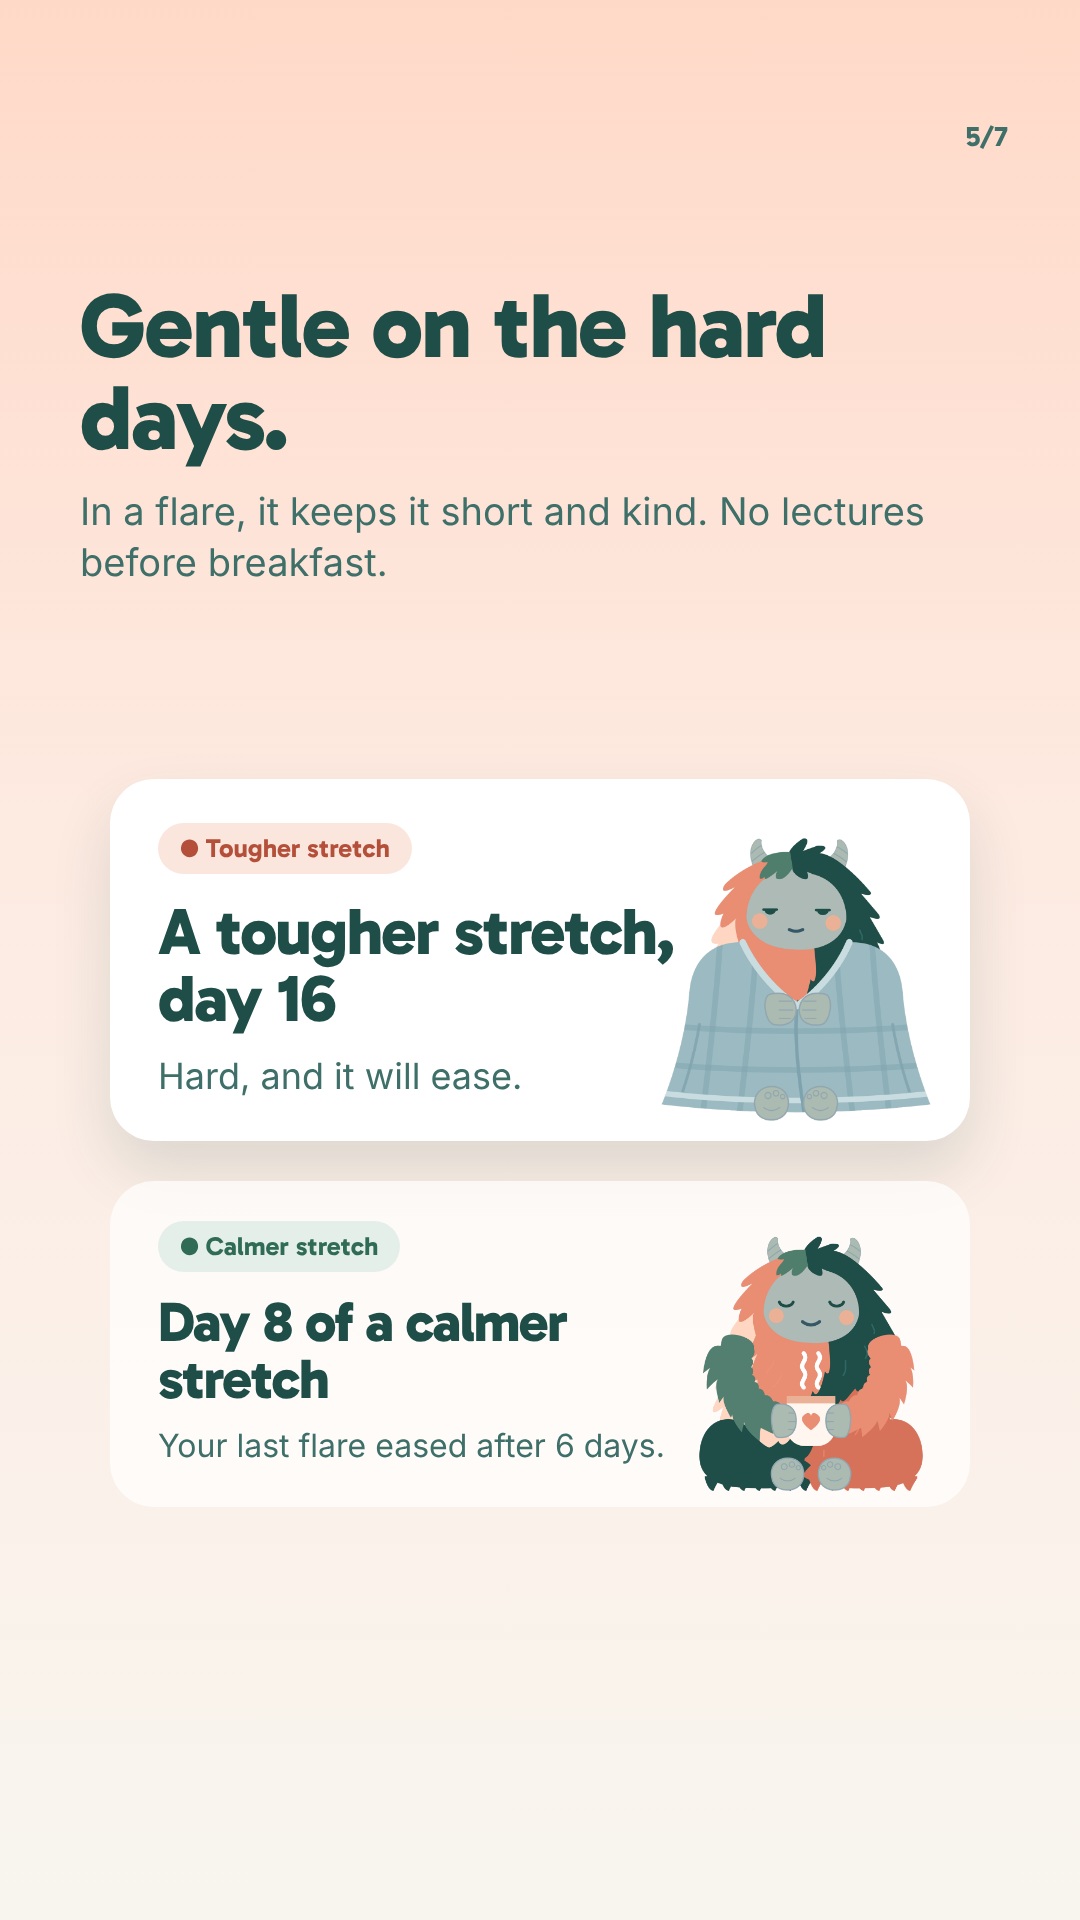 5/7
Gentle on the hard
days.
In a flare, it keeps it short and kind. No lectures
before breakfast.
Tougher stretch
A tougher stretch,
day 16
Hard, and it will ease.
Calmer stretch
Day 8 of a calmer
stretch
Your last flare eased after 6 days.